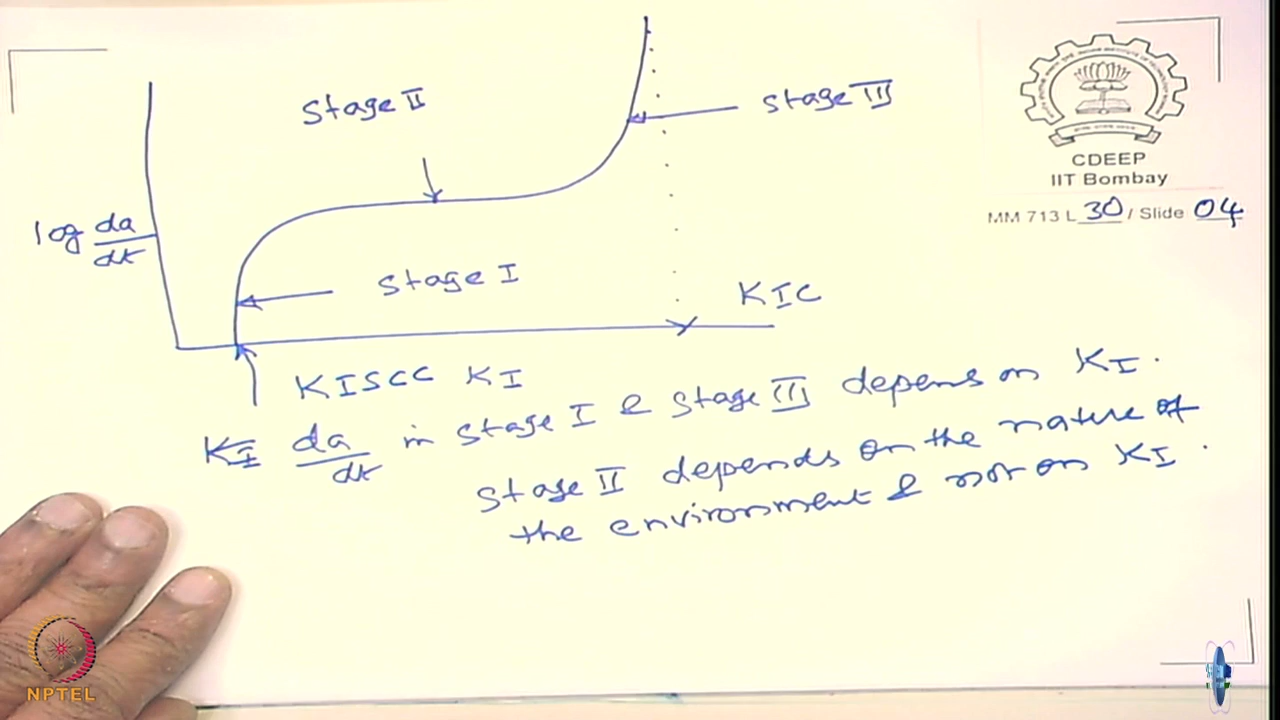 Stage II
Stage III
CDEEP
IIT Bombay
MM 713 L 30 / Slide 04
log da/dt
Stage I
KIC
KISCC KI
KI da/dt in stage I & stage III depens on KI.
Stage II depends on the nature of
the environment & not on KI.
NPTEL